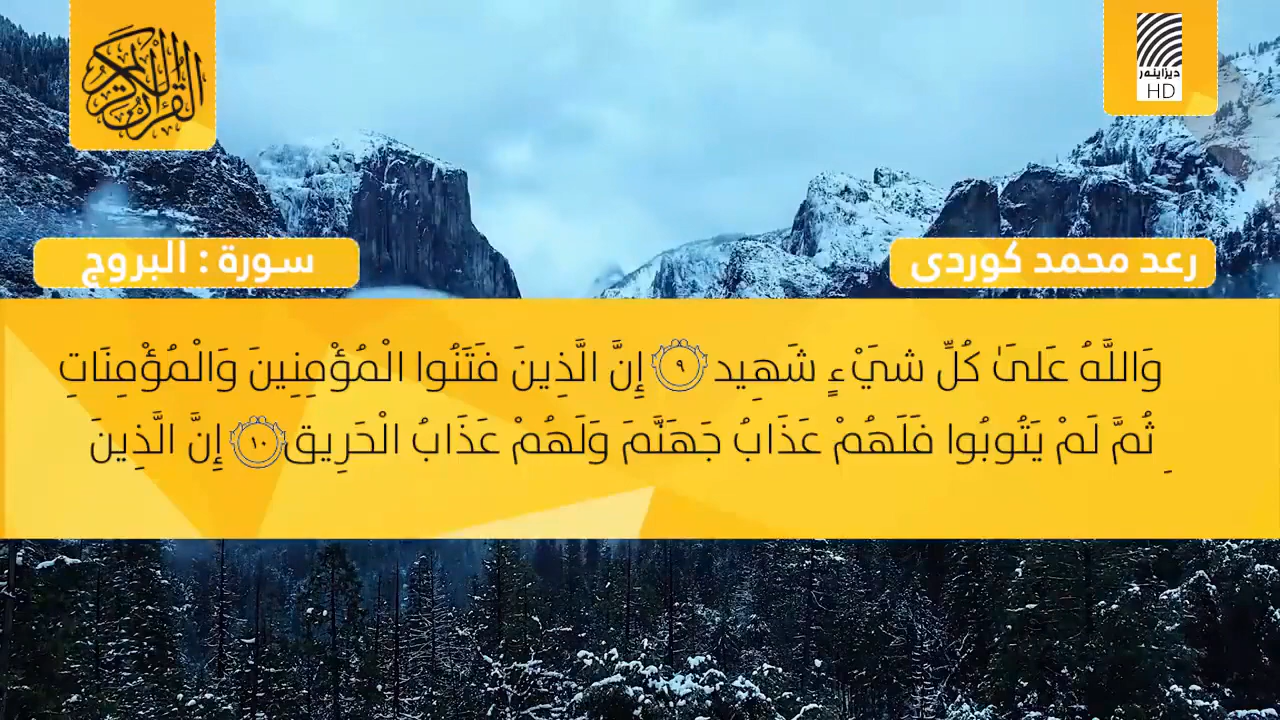 القرآن الكريم
ديزاينەر
HD
رعد محمد كوردى
سورة : البروج
وَاللَّهُ عَلَىٰ كُلِّ شَيْءٍ شَهِيد ٩ إِنَّ الَّذِينَ فَتَنُوا الْمُؤْمِنِينَ وَالْمُؤْمِنَاتِ
ثُمَّ لَمْ يَتُوبُوا فَلَهُمْ عَذَابُ جَهَنَّمَ وَلَهُمْ عَذَابُ الْحَرِيق ١٠ إِنَّ الَّذِينَ